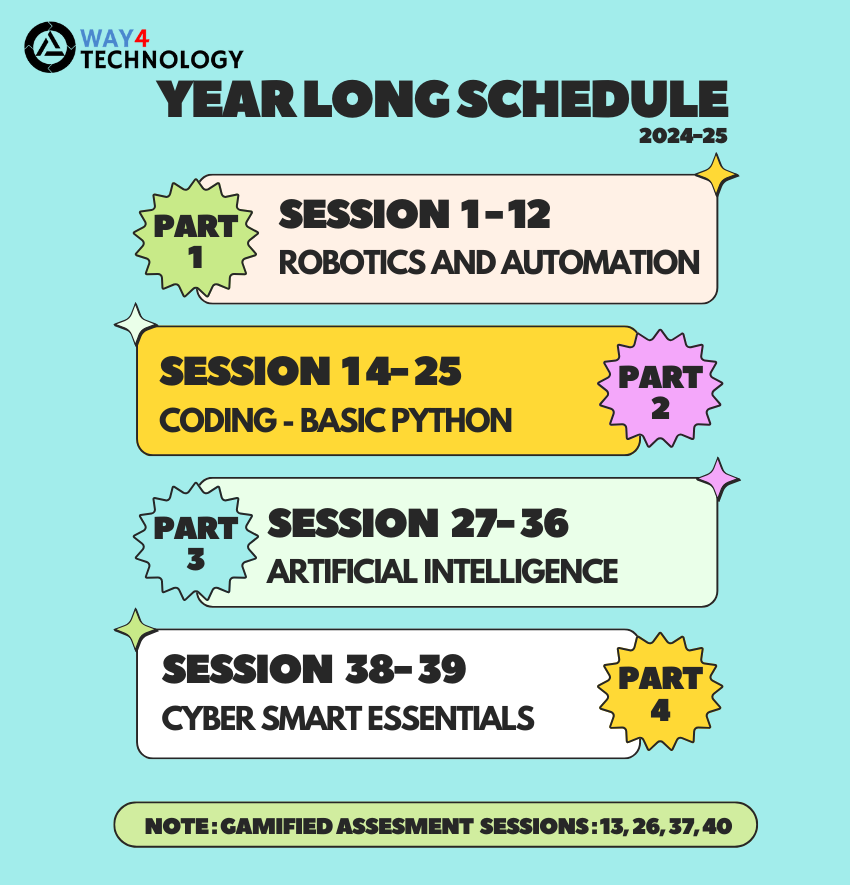 WAY4
TECHNOLOGY
YEAR LONG SCHEDULE
2024-25
PART
1
SESSION 1-12
ROBOTICS AND AUTOMATION
SESSION 14-25
CODING - BASIC PYTHON
PART
2
PART
3
SESSION 27-36
ARTIFICIAL INTELLIGENCE
SESSION 38-39
CYBER SMART ESSENTIALS
PART
4
NOTE: GAMIFIED ASSESMENT SESSIONS: 13, 26, 37, 40